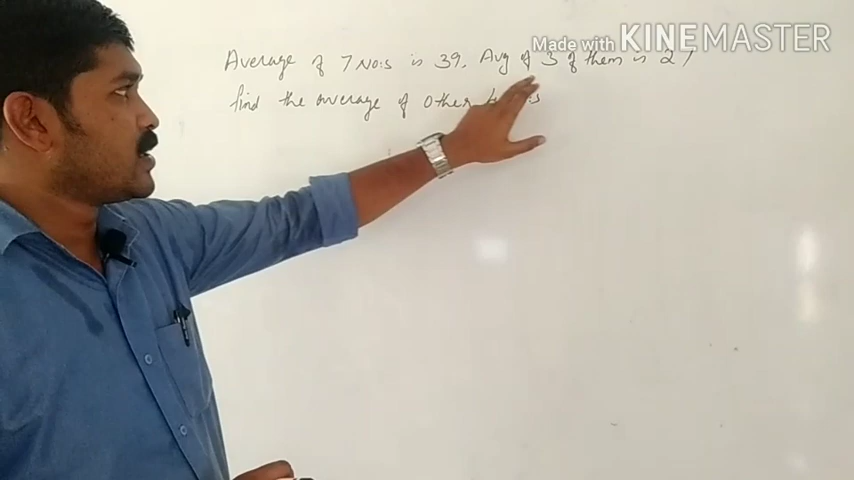 Made with KINEMASTER
Average of 7 No:s is 39. Avg of 3 of them is 2
find the average of other